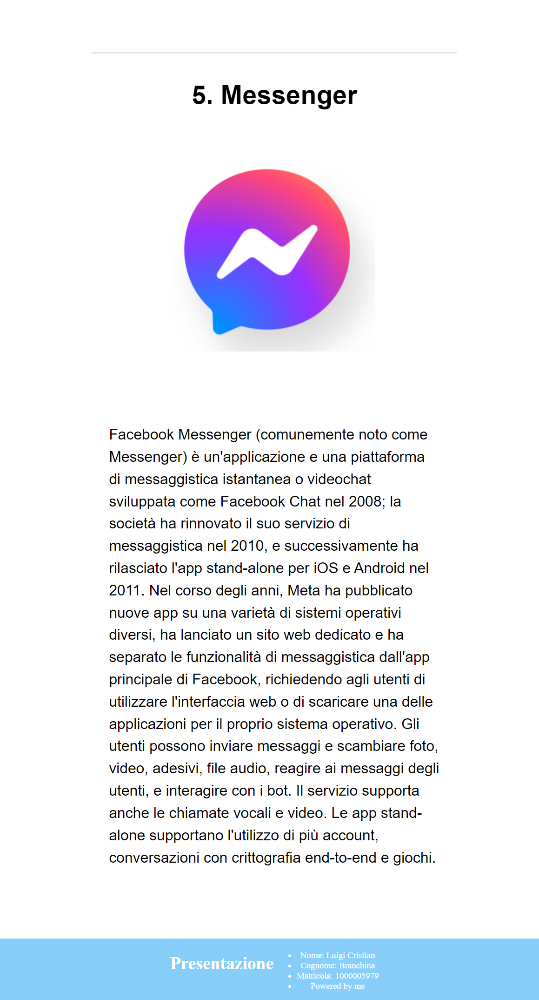 5. Messenger
Facebook Messenger (comunemente noto come
Messenger) è un'applicazione e una piattaforma
di messaggistica istantanea o videochat
sviluppata come Facebook Chat nel 2008; la
società ha rinnovato il suo servizio di
messaggistica nel 2010, e successivamente ha
rilasciato l'app stand-alone per iOS e Android nel
2011. Nel corso degli anni, Meta ha pubblicato
nuove app su una varietà di sistemi operativi
diversi, ha lanciato un sito web dedicato e ha
separato le funzionalità di messaggistica dall'app
principale di Facebook, richiedendo agli utenti di
utilizzare l'interfaccia web o di scaricare una delle
applicazioni per il proprio sistema operativo. Gli
utenti possono inviare messaggi e scambiare foto,
video, adesivi, file audio, reagire ai messaggi degli
utenti, e interagire con i bot. Il servizio supporta
anche le chiamate vocali e video. Le app stand-
alone supportano l'utilizzo di più account,
conversazioni con crittografia end-to-end e giochi.
Presentazione
• Nome: Luigi Cristian
• Cognome: Branchina
• Matricola: 1000005979
• Powered by me